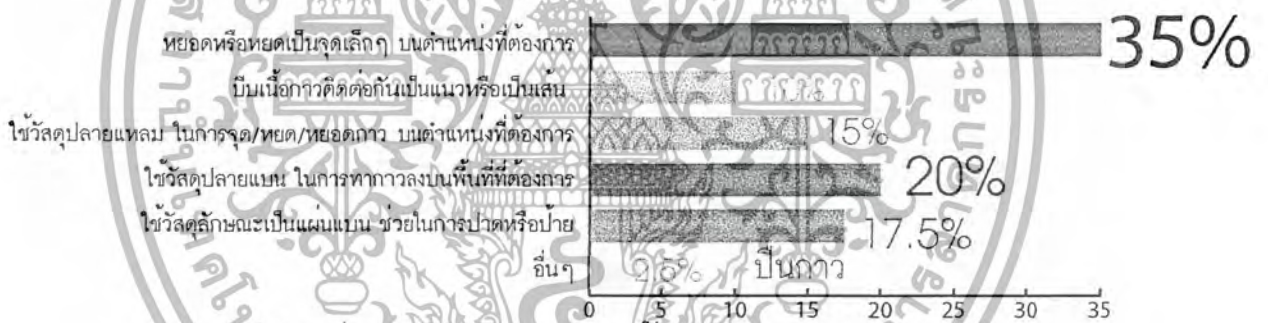 หยอดหรือหยดเป็นจุดเล็กๆ บนตำแหน่งที่ต้องการ 35%
บีบเนื้อกาวติดต่อกันเป็นแนวหรือเป็นเส้น
ใช้วัสดุปลายแหลม ในการจุด/หยด/หยอดกาว บนตำแหน่งที่ต้องการ 15%
ใช้วัสดุปลายแบน ในการทากาวลงบนพื้นที่ที่ต้องการ 20%
ใช้วัสดุลักษณะเป็นแผ่นแบน ช่วยในการปาดหรือป้าย 17.5%
อื่นๆ 2.5% ปืนกาว
0 5 10 15 20 25 30 35